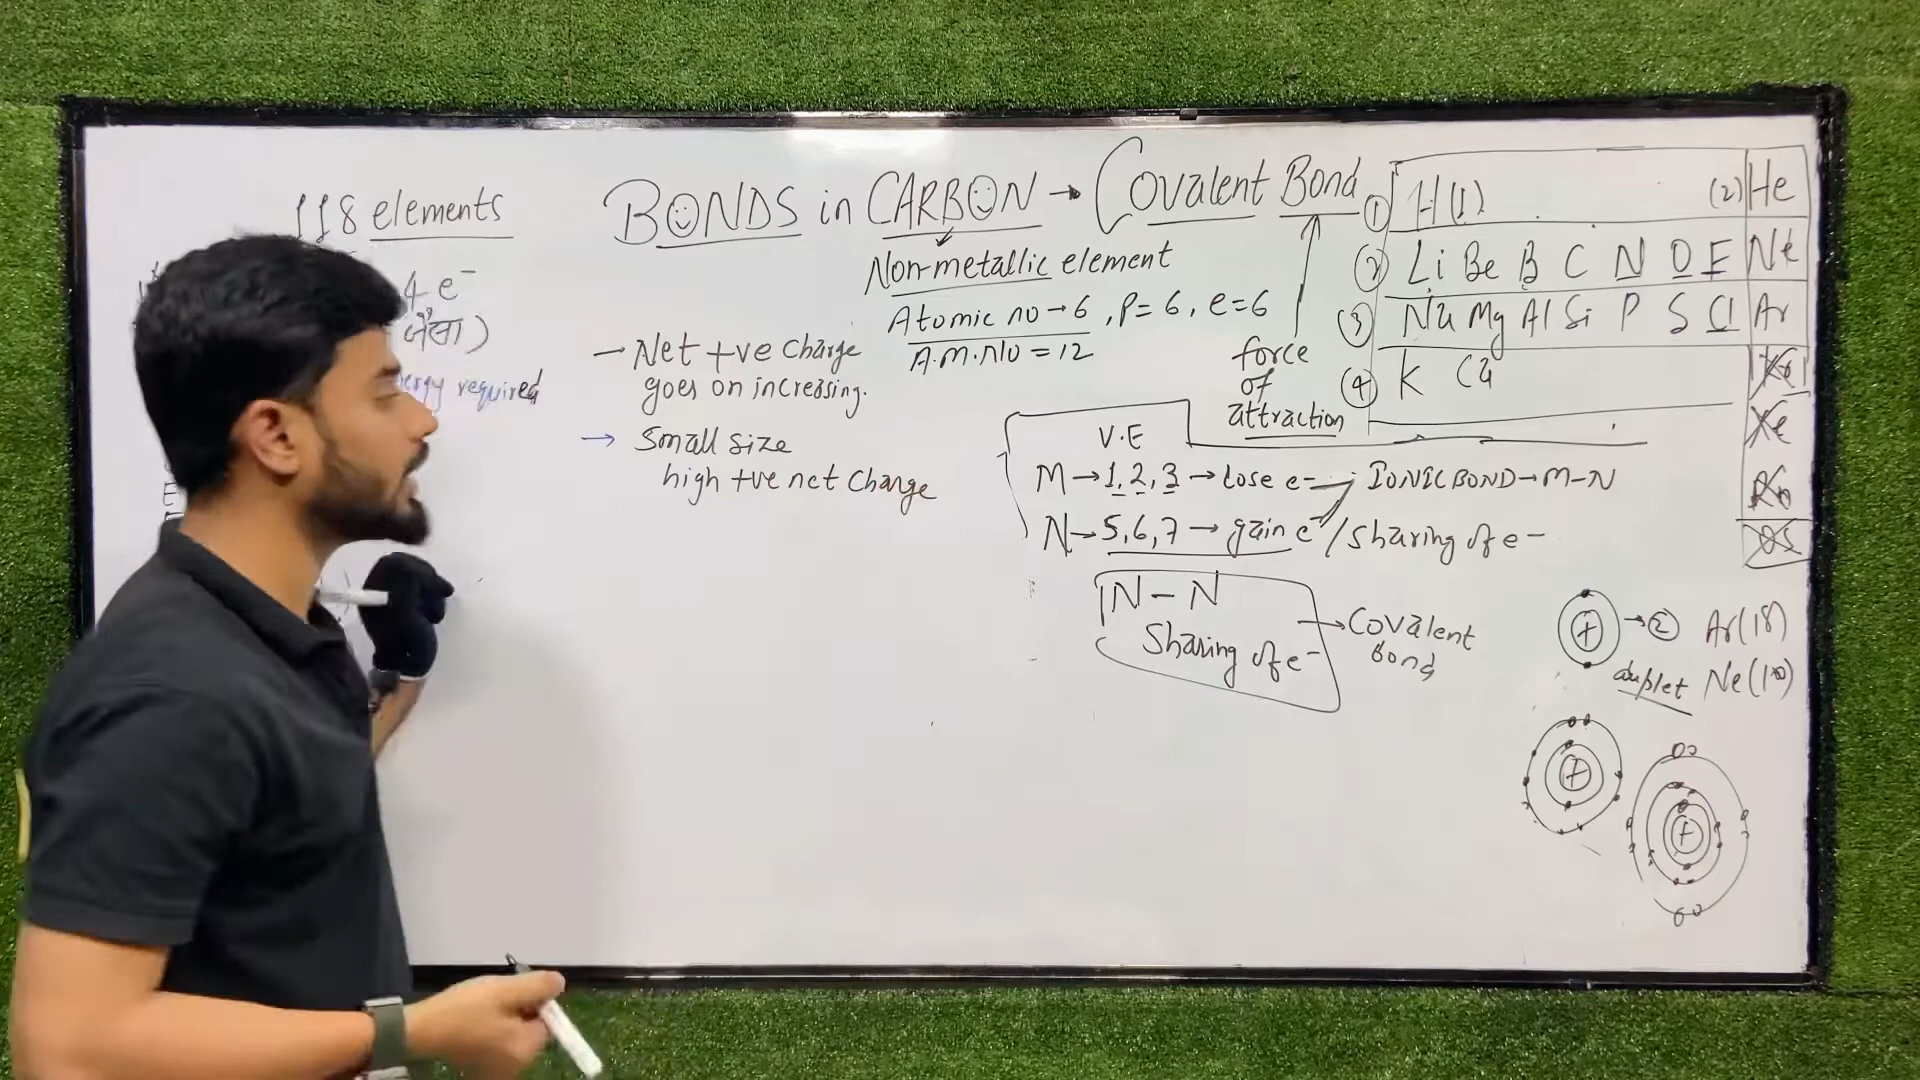 118 elements
4 e⁻
जैसा)
energy required
BONDS in CARBON → Covalent Bond
Non-metallic element
Atomic no → 6, P= 6, e=6
A.M.No = 12
→ Net +ve charge
goes on increasing.
→ Small size
high +ve net charge
force
of
attraction
① H(1) (2) He
② Li Be B C N O F Ne
(3) Na Mg Al Si P S Cl Ar
④ K Ca Kr
Xe
Rn
Os
V.E
M → 1, 2, 3 → lose e- IONIC BOND → M-N
N → 5, 6, 7 → gain e⁻ / sharing of e-
N - N
Sharing of e⁻
→ Covalent
Bond
+ → ② Ar(18)
duplet Ne(10)
+
+